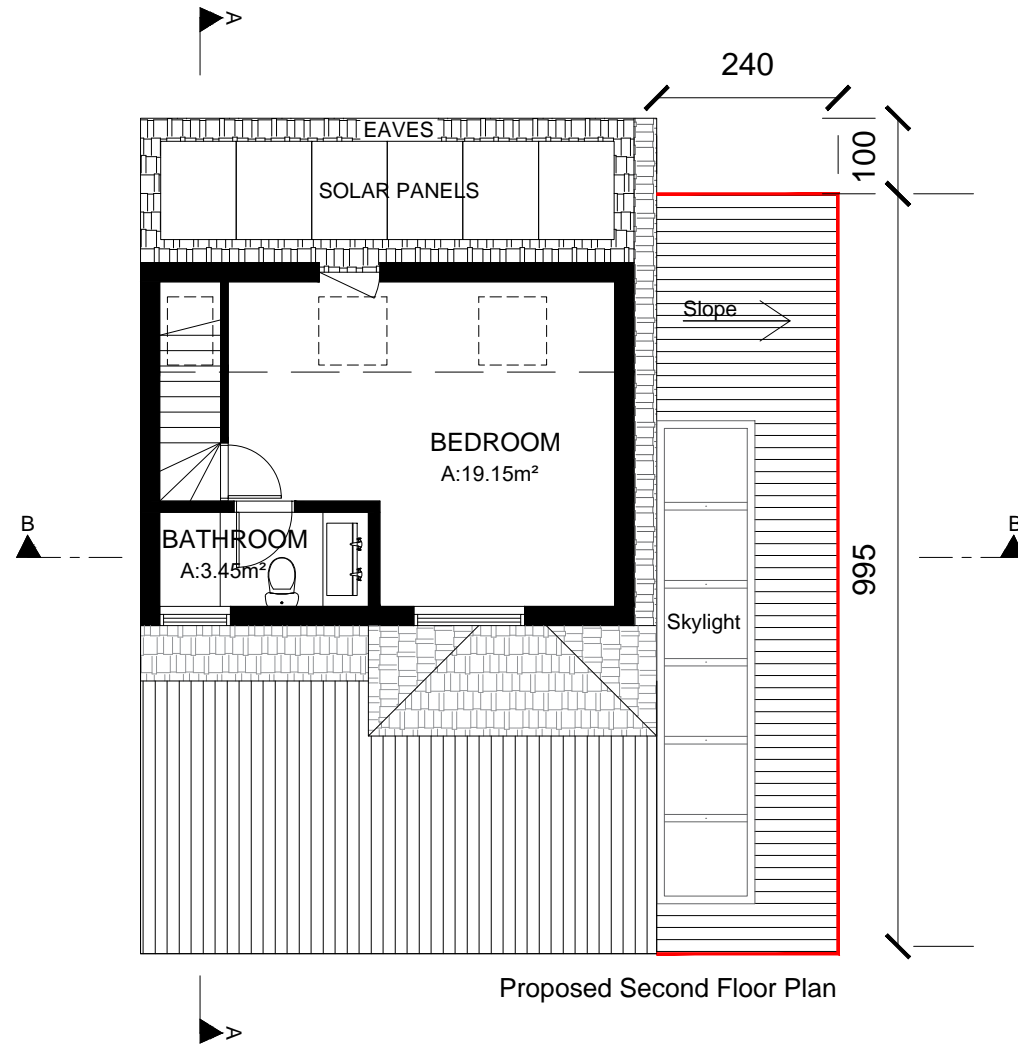 A
240
EAVES
100
SOLAR PANELS
Slope
BEDROOM
A:19.15m²
B
BATHROOM
A:3.45m²
B
995
Skylight
Proposed Second Floor Plan
A